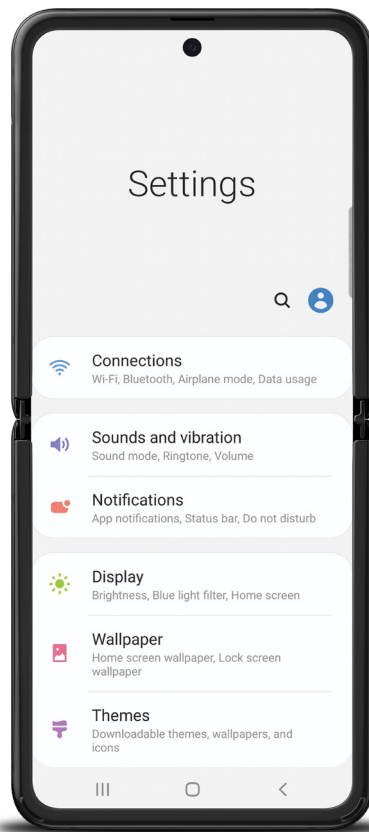 Settings
Connections
Wi-Fi, Bluetooth, Airplane mode, Data usage
Sounds and vibration
Sound mode, Ringtone, Volume
Notifications
App notifications, Status bar, Do not disturb
Display
Brightness, Blue light filter, Home screen
Wallpaper
Home screen wallpaper, Lock screen
wallpaper
Themes
Downloadable themes, wallpapers, and
icons